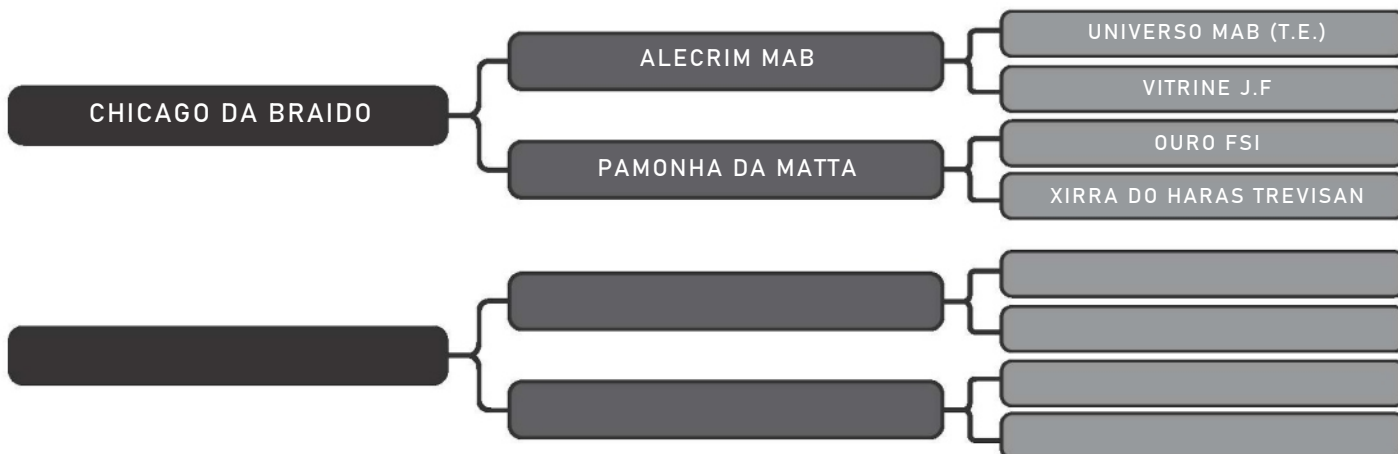 CHICAGO DA BRAIDO
ALECRIM MAB
PAMONHA DA MATTA
UNIVERSO MAB (T.E.)
VITRINE J.F
OURO FSI
XIRRA DO HARAS TREVISAN